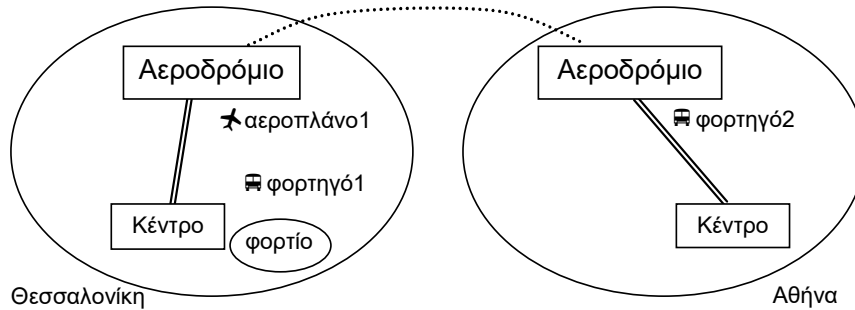 Αεροδρόμιο
αεροπλάνο1
φορτηγό1
Κέντρο
φορτίο
Θεσσαλονίκη
Αεροδρόμιο
φορτηγό2
Κέντρο
Αθήνα